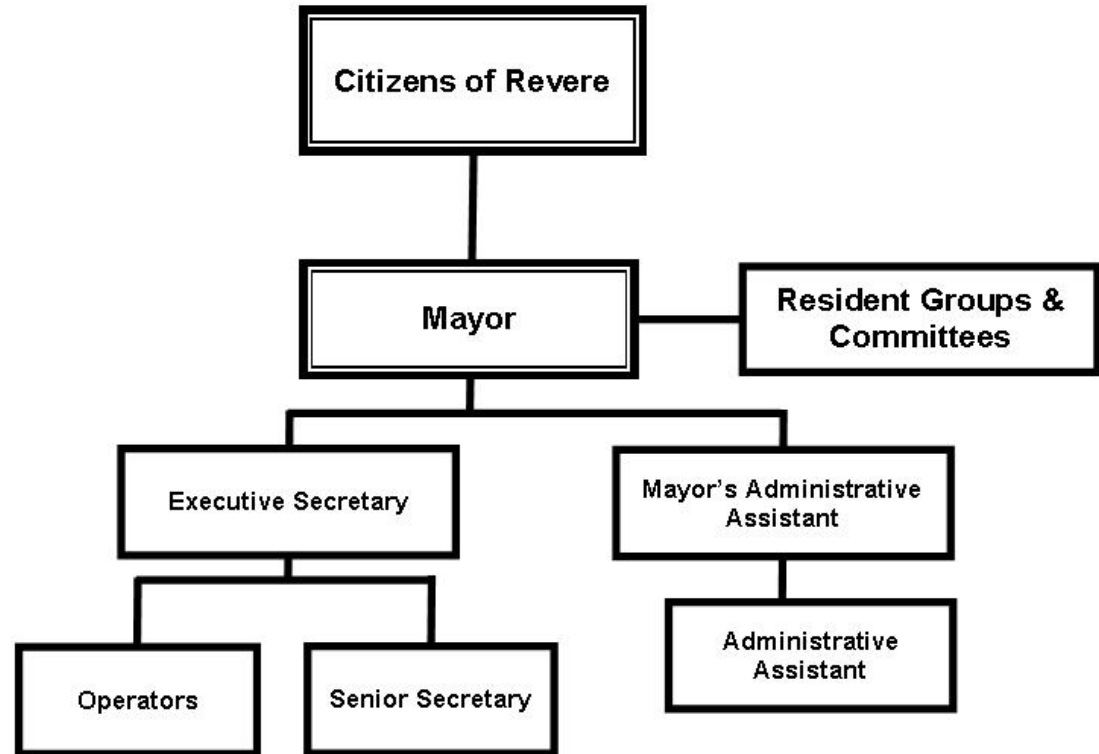 Citizens of Revere
Mayor
Resident Groups &
Committees
Executive Secretary
Mayor’s Administrative
Assistant
Operators
Senior Secretary
Administrative
Assistant